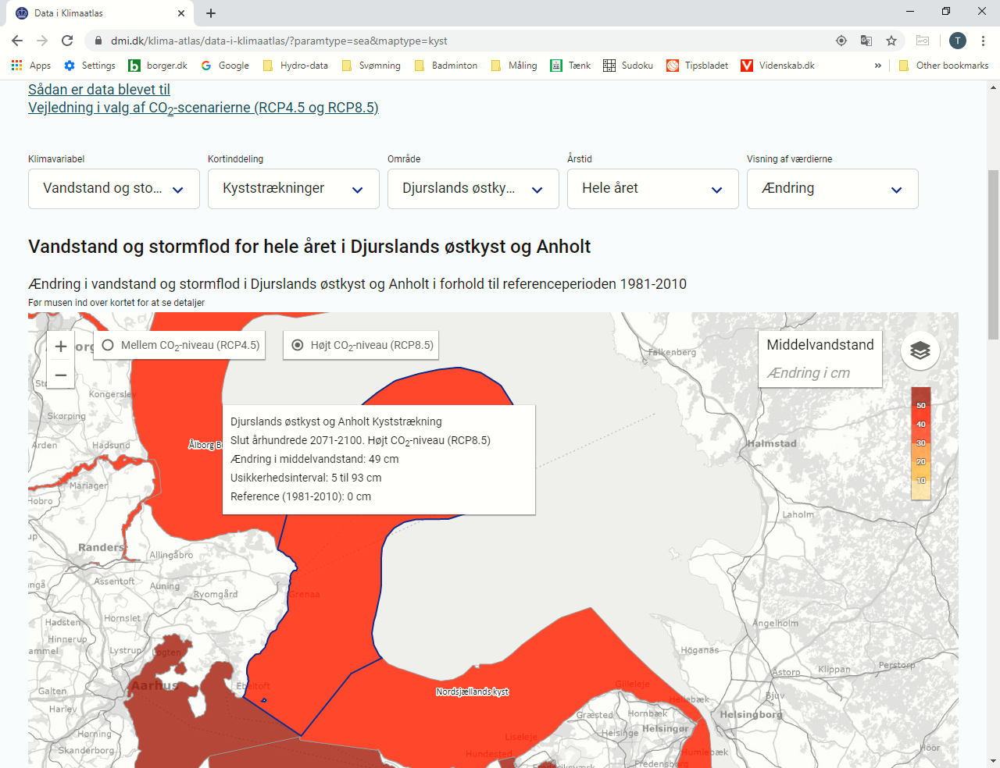 Data i Klimaatlas
dmi.dk/klima-atlas/data-i-klimaatlas/?paramtype=sea&maptype=kyst
T
Apps Settings borger.dk Google Hydro-data Svømning Badminton Måling Tænk Sudoku Tipsbladet Videnskab.dk » Other bookmarks
Sådan er data blevet til
Vejledning i valg af CO2-scenarierne (RCP4.5 og RCP8.5)
Klimavariabel Kortinddeling Område Årstid Visning af værdierne
Vandstand og sto... Kyststrækninger Djurslands østky... Hele året Ændring
Vandstand og stormflod for hele året i Djurslands østkyst og Anholt
Ændring i vandstand og stormflod i Djurslands østkyst og Anholt i forhold til referenceperioden 1981-2010
Før musen ind over kortet for at se detaljer
+ Mellem CO2-niveau (RCP4.5) Højt CO2-niveau (RCP8.5) Middelvandstand
−
Ændring i cm
Falkenberg
Kongerslev
50
Skørping
Djurslands østkyst og Anholt Kyststrækning
40
Slut århundrede 2071-2100. Højt CO2-niveau (RCP8.5)
30
Arden Hadsund Ålborg Halmstad
Ændring i middelvandstand: 49 cm
20
Usikkerhedsinterval: 5 til 93 cm
10
Mariager
Reference (1981-2010): 0 cm
Hobro
Laholm
Randers
Allingåbro
Assentoft Auning
Ryomgård Grenaa
Hadsten Hornslet
Ängelholm
Hinnerup
Lystrup Løgten Höganäs
Klippan Perstorp
Åstorp
Aarhus Ebeltoft Gilleleje
Galten Nordsjællands kyst
Bjuv
Hellebæk
Harlev
Græsted Hornbæk Helsingborg
Hørning Liseleje Helsinge Helsingør
Skanderborg Hundested Humlebæk
Höör
Frederiksværk Fredensborg